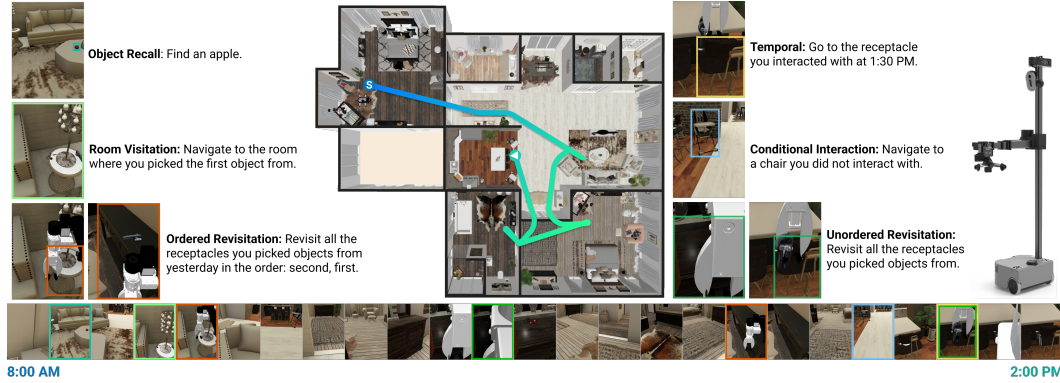 Object Recall: Find an apple.
Room Visitation: Navigate to the room
where you picked the first object from.
Ordered Revisitation: Revisit all the
receptacles you picked objects from
yesterday in the order: second, first.
S
Temporal: Go to the receptacle
you interacted with at 1:30 PM.
Conditional Interaction: Navigate to
a chair you did not interact with.
Unordered Revisitation:
Revisit all the receptacles
you picked objects from.
8:00 AM
2:00 PM